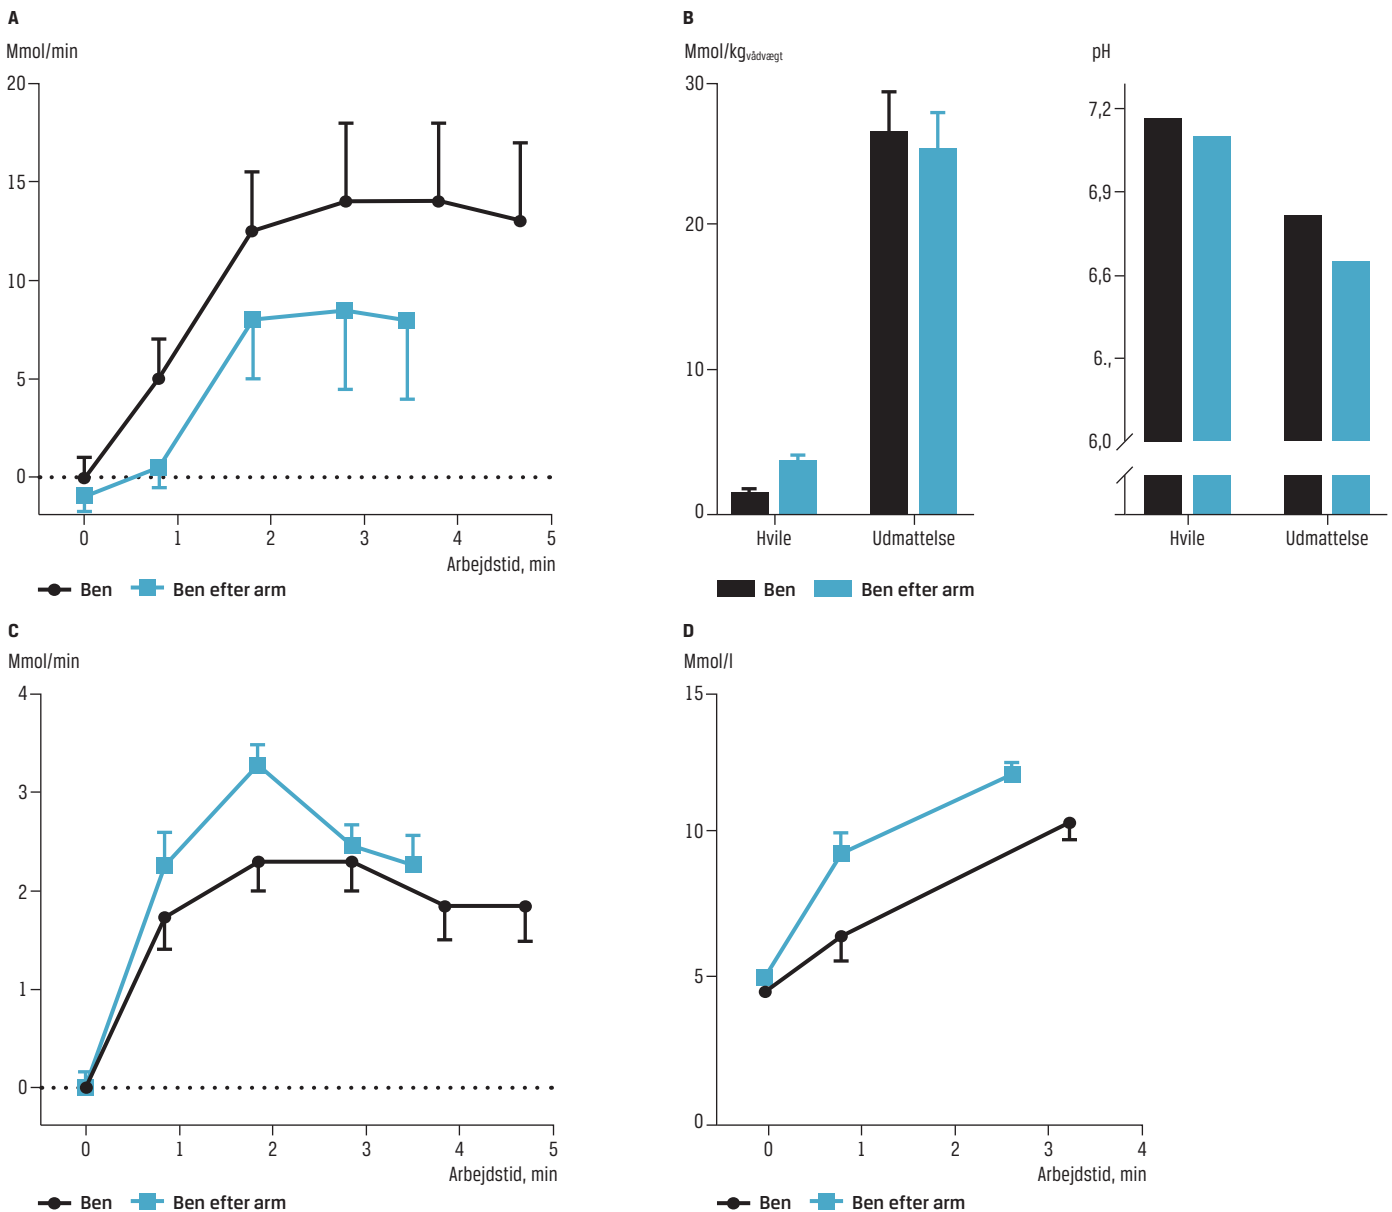 A
Mmol/min
20
15
10
5
0
0 1 2 3 4 5
Arbejdstid, min
Ben Ben efter arm
B
Mmol/kgvådvægt
30
20
10
0
Hvile Udmattelse
pH
7,2
6,9
6,6
6.,
6,0
Hvile Udmattelse
Ben Ben efter arm
C
Mmol/min
4
3
2
1
0
0 1 2 3 4 5
Arbejdstid, min
Ben Ben efter arm
D
Mmol/l
15
10
5
0
0 1 2 3 4
Arbejdstid, min
Ben Ben efter arm